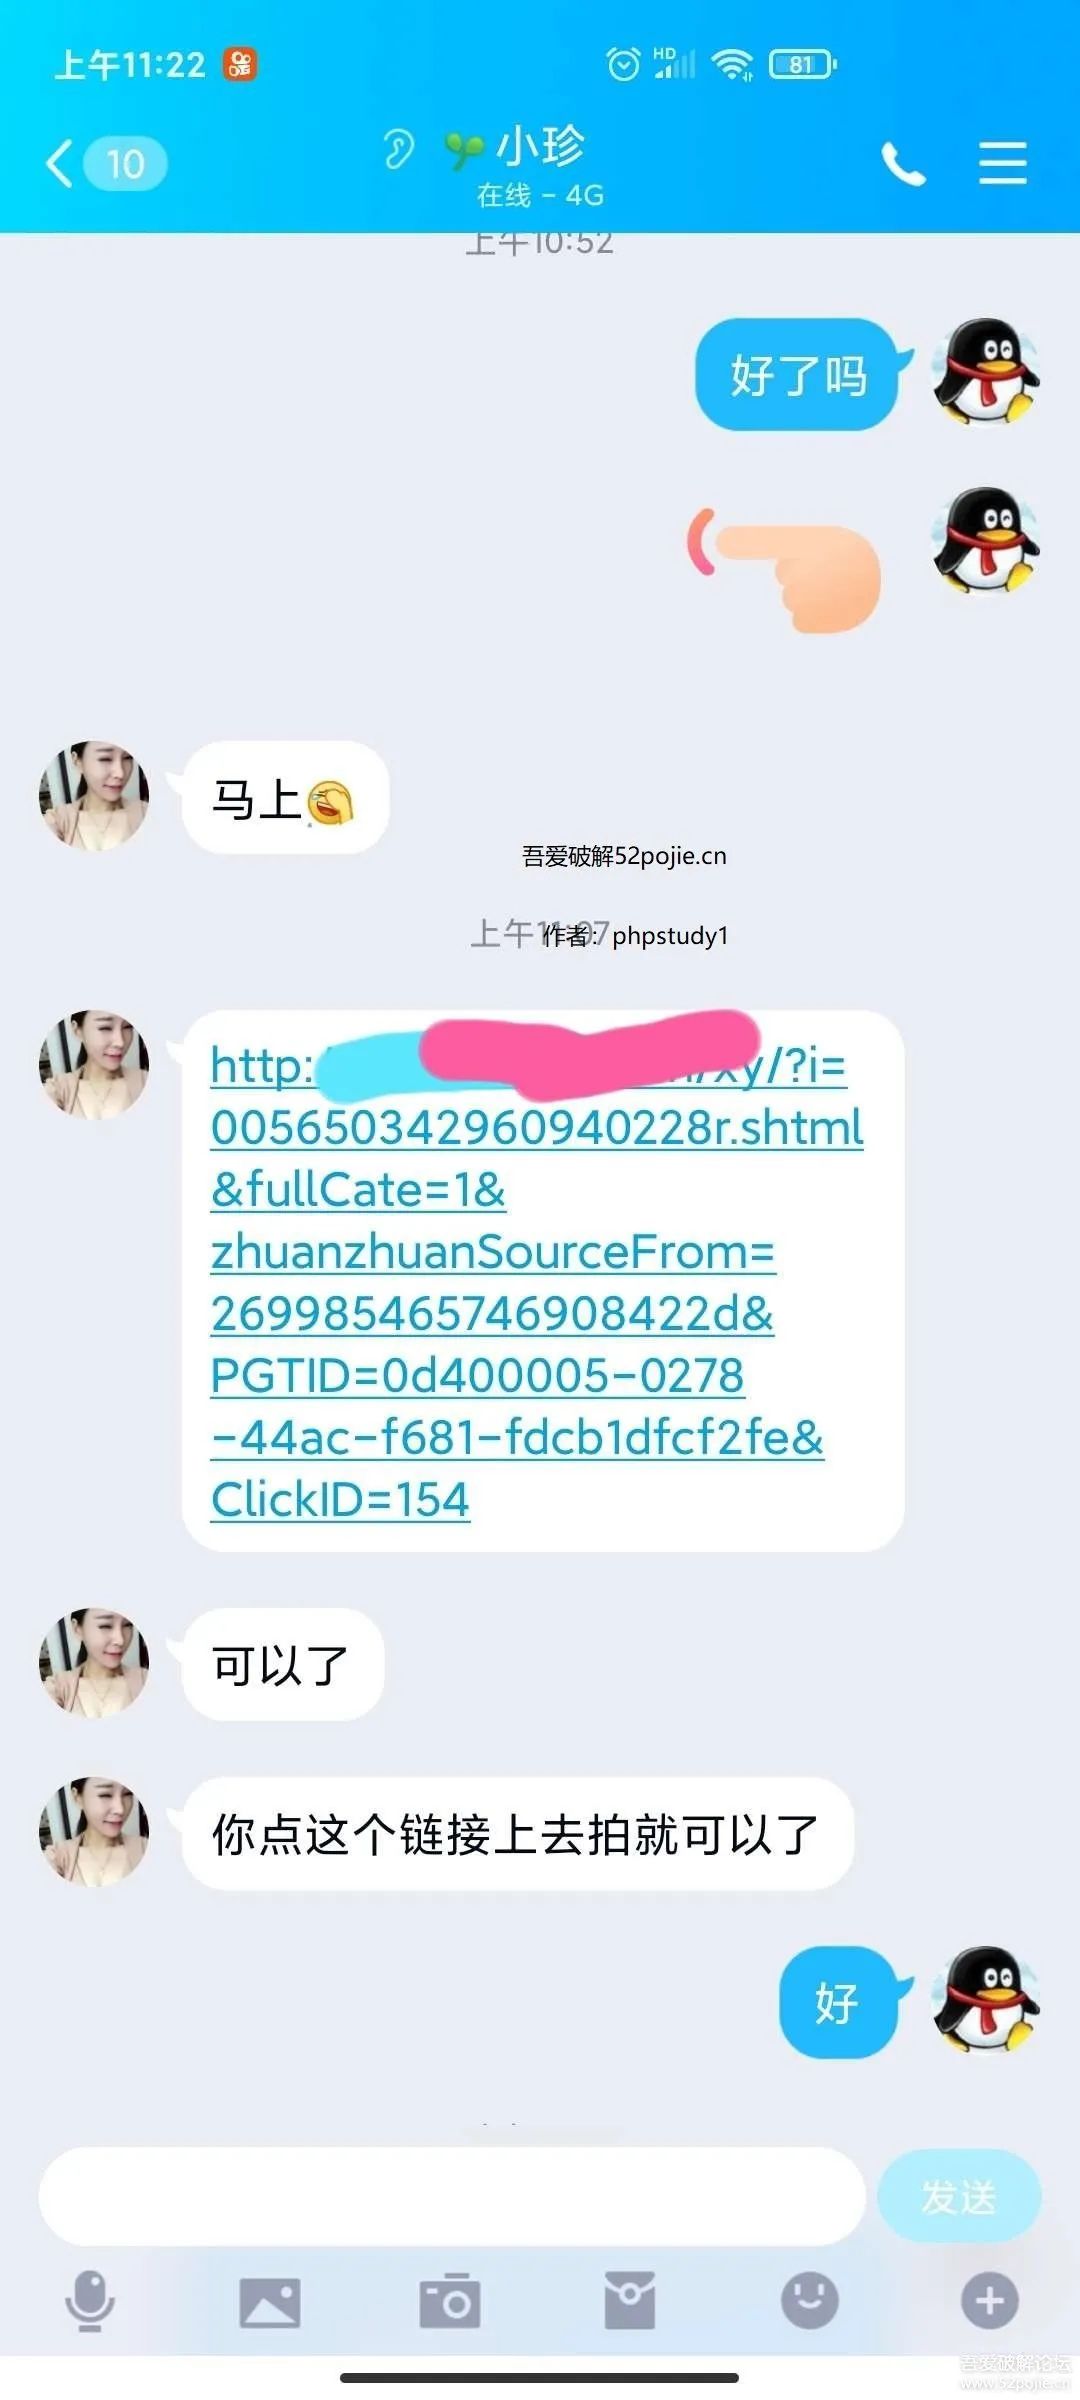 上午11:22
HD
81
10
小珍
在线 - 4G
上午10:52
好了吗
马上
吾爱破解52pojie.cn
上午11:07
作者：phpstudy1
http:
/xy/?i=
005650342960940228r.shtml
&fullCate=1&
zhuanzhuanSourceFrom=
269985465746908422d&
PGTID=0d400005-0278
-44ac-f681-fdcb1dfcf2fe&
ClickID=154
可以了
你点这个链接上去拍就可以了
好
发送
吾爱破解论坛
www.52pojie.cn